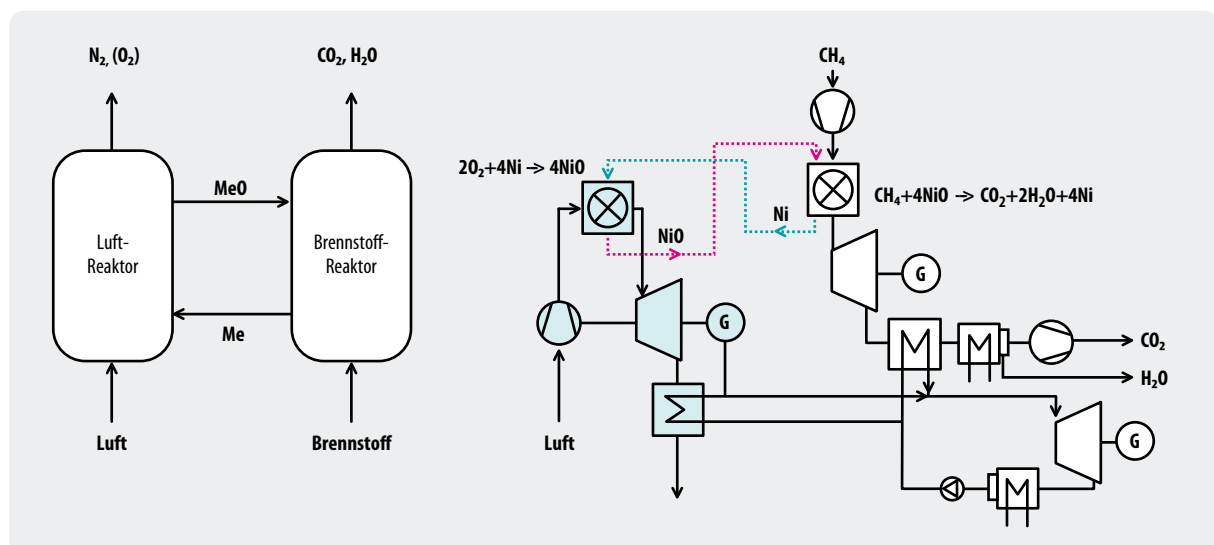 N₂, (O₂)
CO₂, H₂O
MeO
Luft-
Reaktor
Brennstoff-
Reaktor
Me
Luft
Brennstoff
CH₄
2O₂+4Ni -> 4NiO
CH₄+4NiO -> CO₂+2H₂O+4Ni
Ni
NiO
G
G
CO₂
H₂O
Luft
G